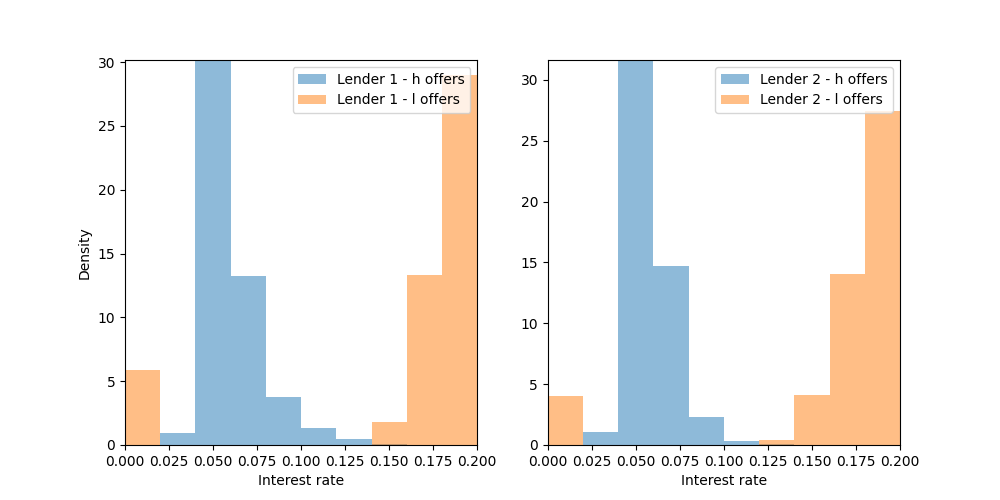 Lender 1 - h offers
Lender 1 - l offers
Density
30
25
20
15
10
5
0
0.000 0.025 0.050 0.075 0.100 0.125 0.150 0.175 0.200
Interest rate
Lender 2 - h offers
Lender 2 - l offers
30
25
20
15
10
5
0
0.000 0.025 0.050 0.075 0.100 0.125 0.150 0.175 0.200
Interest rate